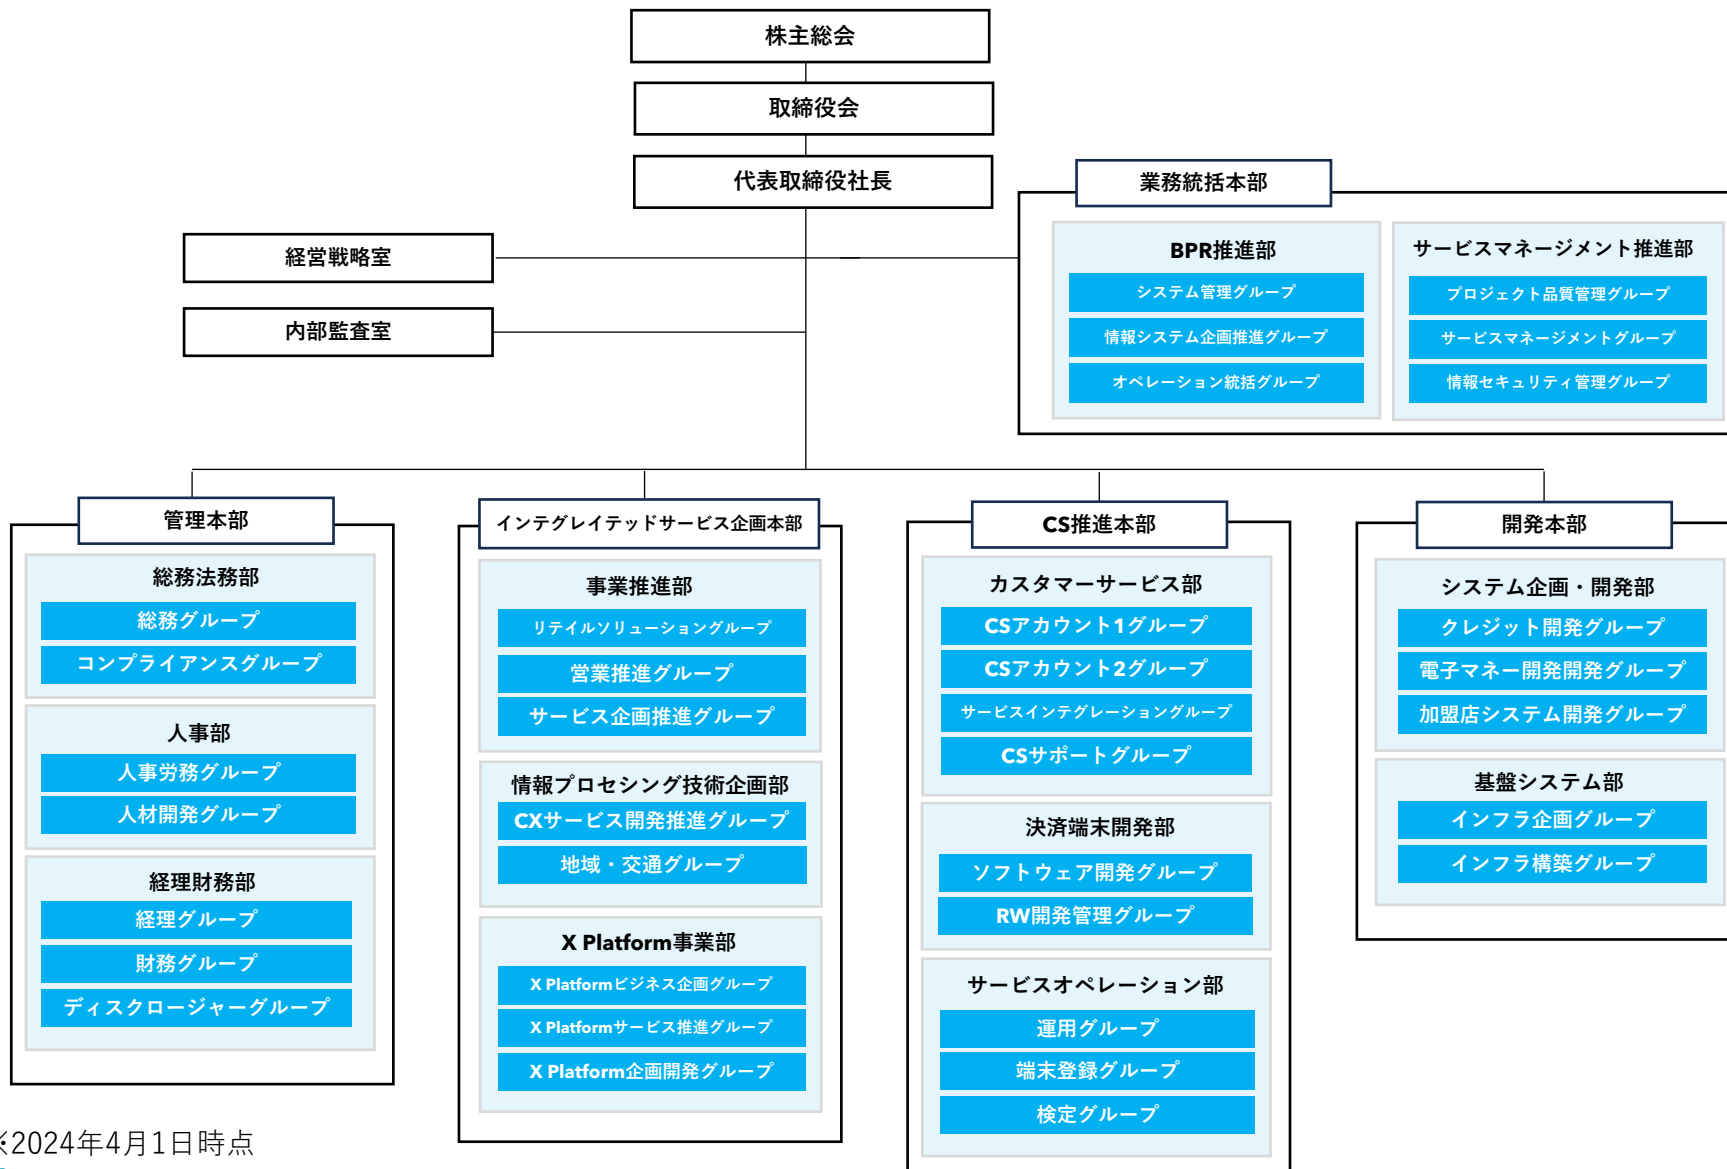 株主総会
取締役会
代表取締役社長
経営戦略室
内部監査室
業務統括本部
BPR推進部
システム管理グループ
情報システム企画推進グループ
オペレーション統括グループ
サービスマネージメント推進部
プロジェクト品質管理グループ
サービスマネージメントグループ
情報セキュリティ管理グループ
管理本部
総務法務部
総務グループ
コンプライアンスグループ
人事部
人事労務グループ
人材開発グループ
経理財務部
経理グループ
財務グループ
ディスクロージャーグループ
インテグレイテッドサービス企画本部
事業推進部
リテイルソリューショングループ
営業推進グループ
サービス企画推進グループ
情報プロセシング技術企画部
CXサービス開発推進グループ
地域・交通グループ
X Platform事業部
X Platformビジネス企画グループ
X Platformサービス推進グループ
X Platform企画開発グループ
CS推進本部
カスタマーサービス部
CSアカウント1グループ
CSアカウント2グループ
サービスインテグレーショングループ
CSサポートグループ
決済端末開発部
ソフトウェア開発グループ
RW開発管理グループ
サービスオペレーション部
運用グループ
端末登録グループ
検定グループ
開発本部
システム企画・開発部
クレジット開発グループ
電子マネー開発開発グループ
加盟店システム開発グループ
基盤システム部
インフラ企画グループ
インフラ構築グループ
※2024年4月1日時点